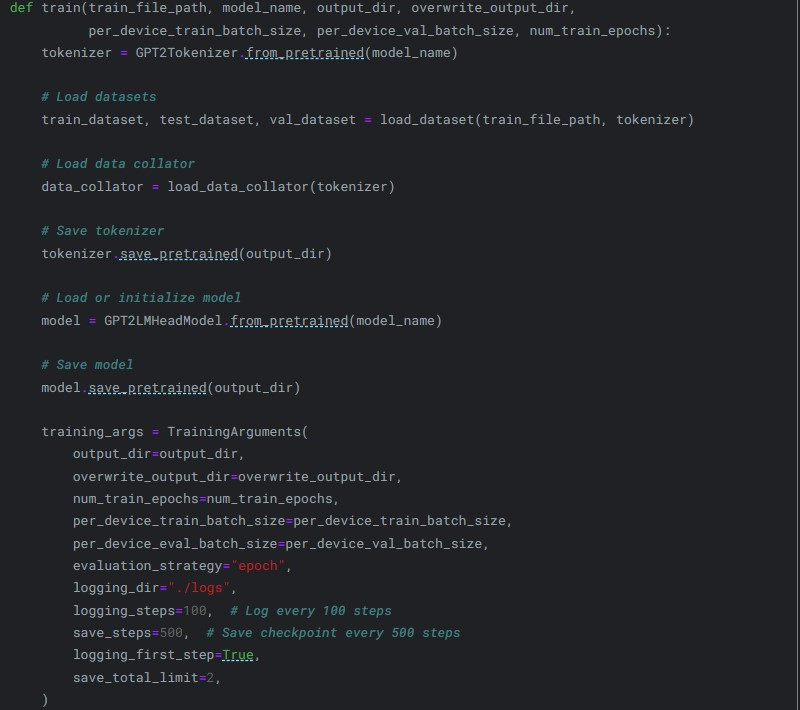 def train(train_file_path, model_name, output_dir, overwrite_output_dir,
          per_device_train_batch_size, per_device_val_batch_size, num_train_epochs):
    tokenizer = GPT2Tokenizer.from_pretrained(model_name)

    # Load datasets
    train_dataset, test_dataset, val_dataset = load_dataset(train_file_path, tokenizer)

    # Load data collator
    data_collator = load_data_collator(tokenizer)

    # Save tokenizer
    tokenizer.save_pretrained(output_dir)

    # Load or initialize model
    model = GPT2LMHeadModel.from_pretrained(model_name)

    # Save model
    model.save_pretrained(output_dir)

    training_args = TrainingArguments(
        output_dir=output_dir,
        overwrite_output_dir=overwrite_output_dir,
        num_train_epochs=num_train_epochs,
        per_device_train_batch_size=per_device_train_batch_size,
        per_device_eval_batch_size=per_device_val_batch_size,
        evaluation_strategy="epoch",
        logging_dir="./logs",
        logging_steps=100,  # Log every 100 steps
        save_steps=500,  # Save checkpoint every 500 steps
        logging_first_step=True,
        save_total_limit=2,
    )